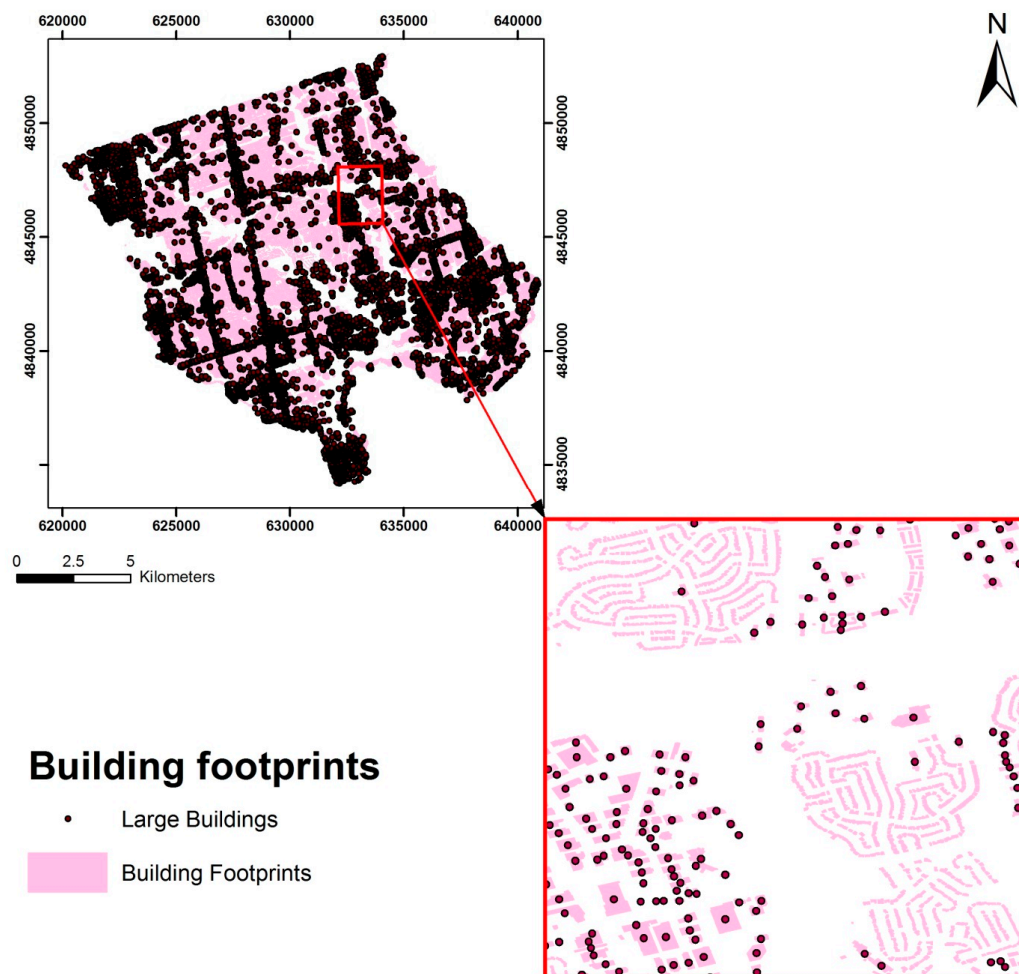 620000 625000 630000 635000 640000
N
4850000 4850000
4845000 4845000
4840000 4840000
4835000
620000 625000 630000 635000 640000
0 2.5 5
Kilometers
Building footprints
Large Buildings
Building Footprints